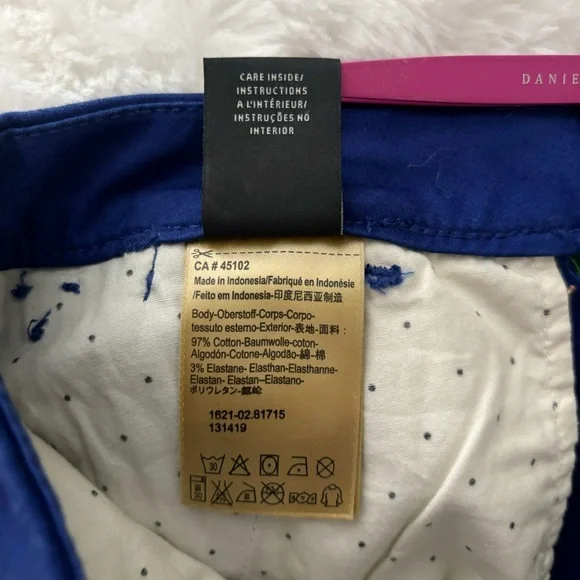 CARE INSIDE/
INSTRUCTIONS
A L'INTÉRIEUR/
INSTRUÇÕES NO
INTERIOR
DANIE
CA # 45102
Made in Indonesia/Fabriqué en Indonésie
/Feito em Indonesia-印度尼西亚制造
Body-Oberstoff-Corps-Corpo-
tessuto esterno-Exterior-表地-面料:
97% Cotton-Baumwolle-coton-
Algodón-Cotone-Algodão-綿-棉
3% Elastane- Elasthan-Elasthanne-
Elastan- Elastan-Elastano-
ポリウレタン-
1621-02.81715
131419
30